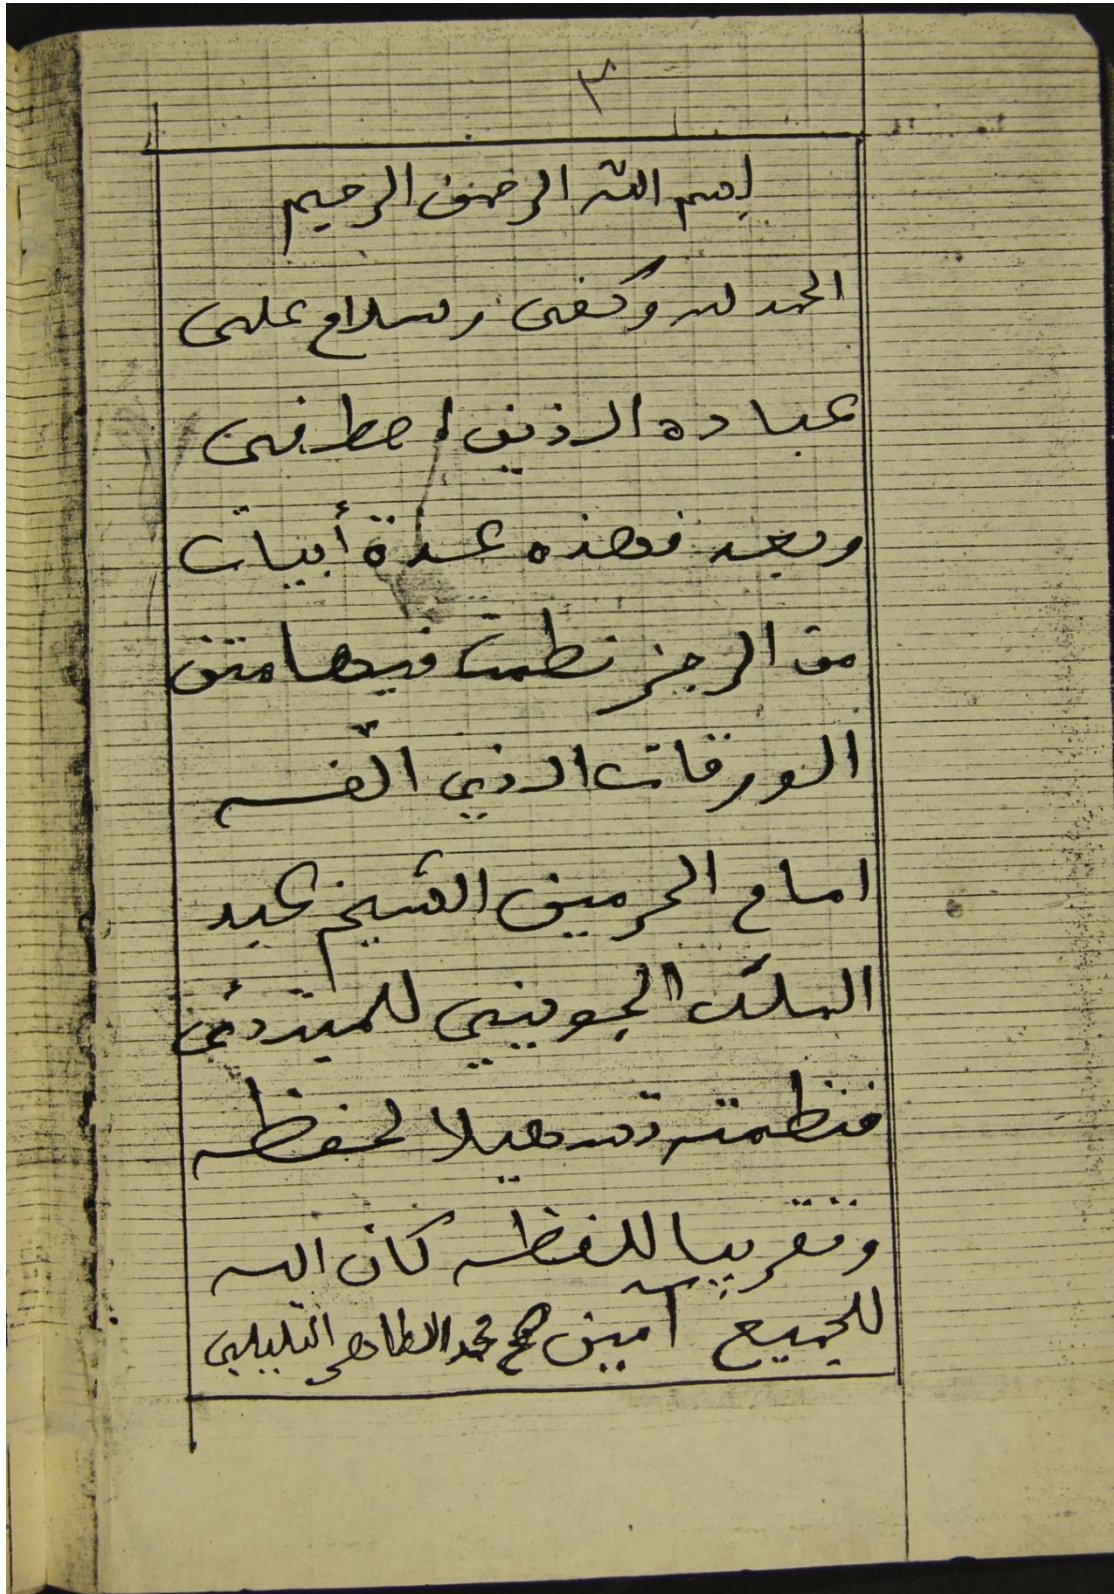 ٣
بسم الله الرحمن الرحيم
الحمد لله وكفى وسلام على
عباده الذين اصطفى
وبعد فهذه عدة أبيات
من الرجز نظمت فيها متن
الورقات الذي ألفه
امام الحرمين الشيخ عبد
الملك الجويني للمبتدئي
فنظمته تسهيلا لحفظه
وتقريبا للفظه كان الله
للجميع آمين محمد الطاهر التليلي